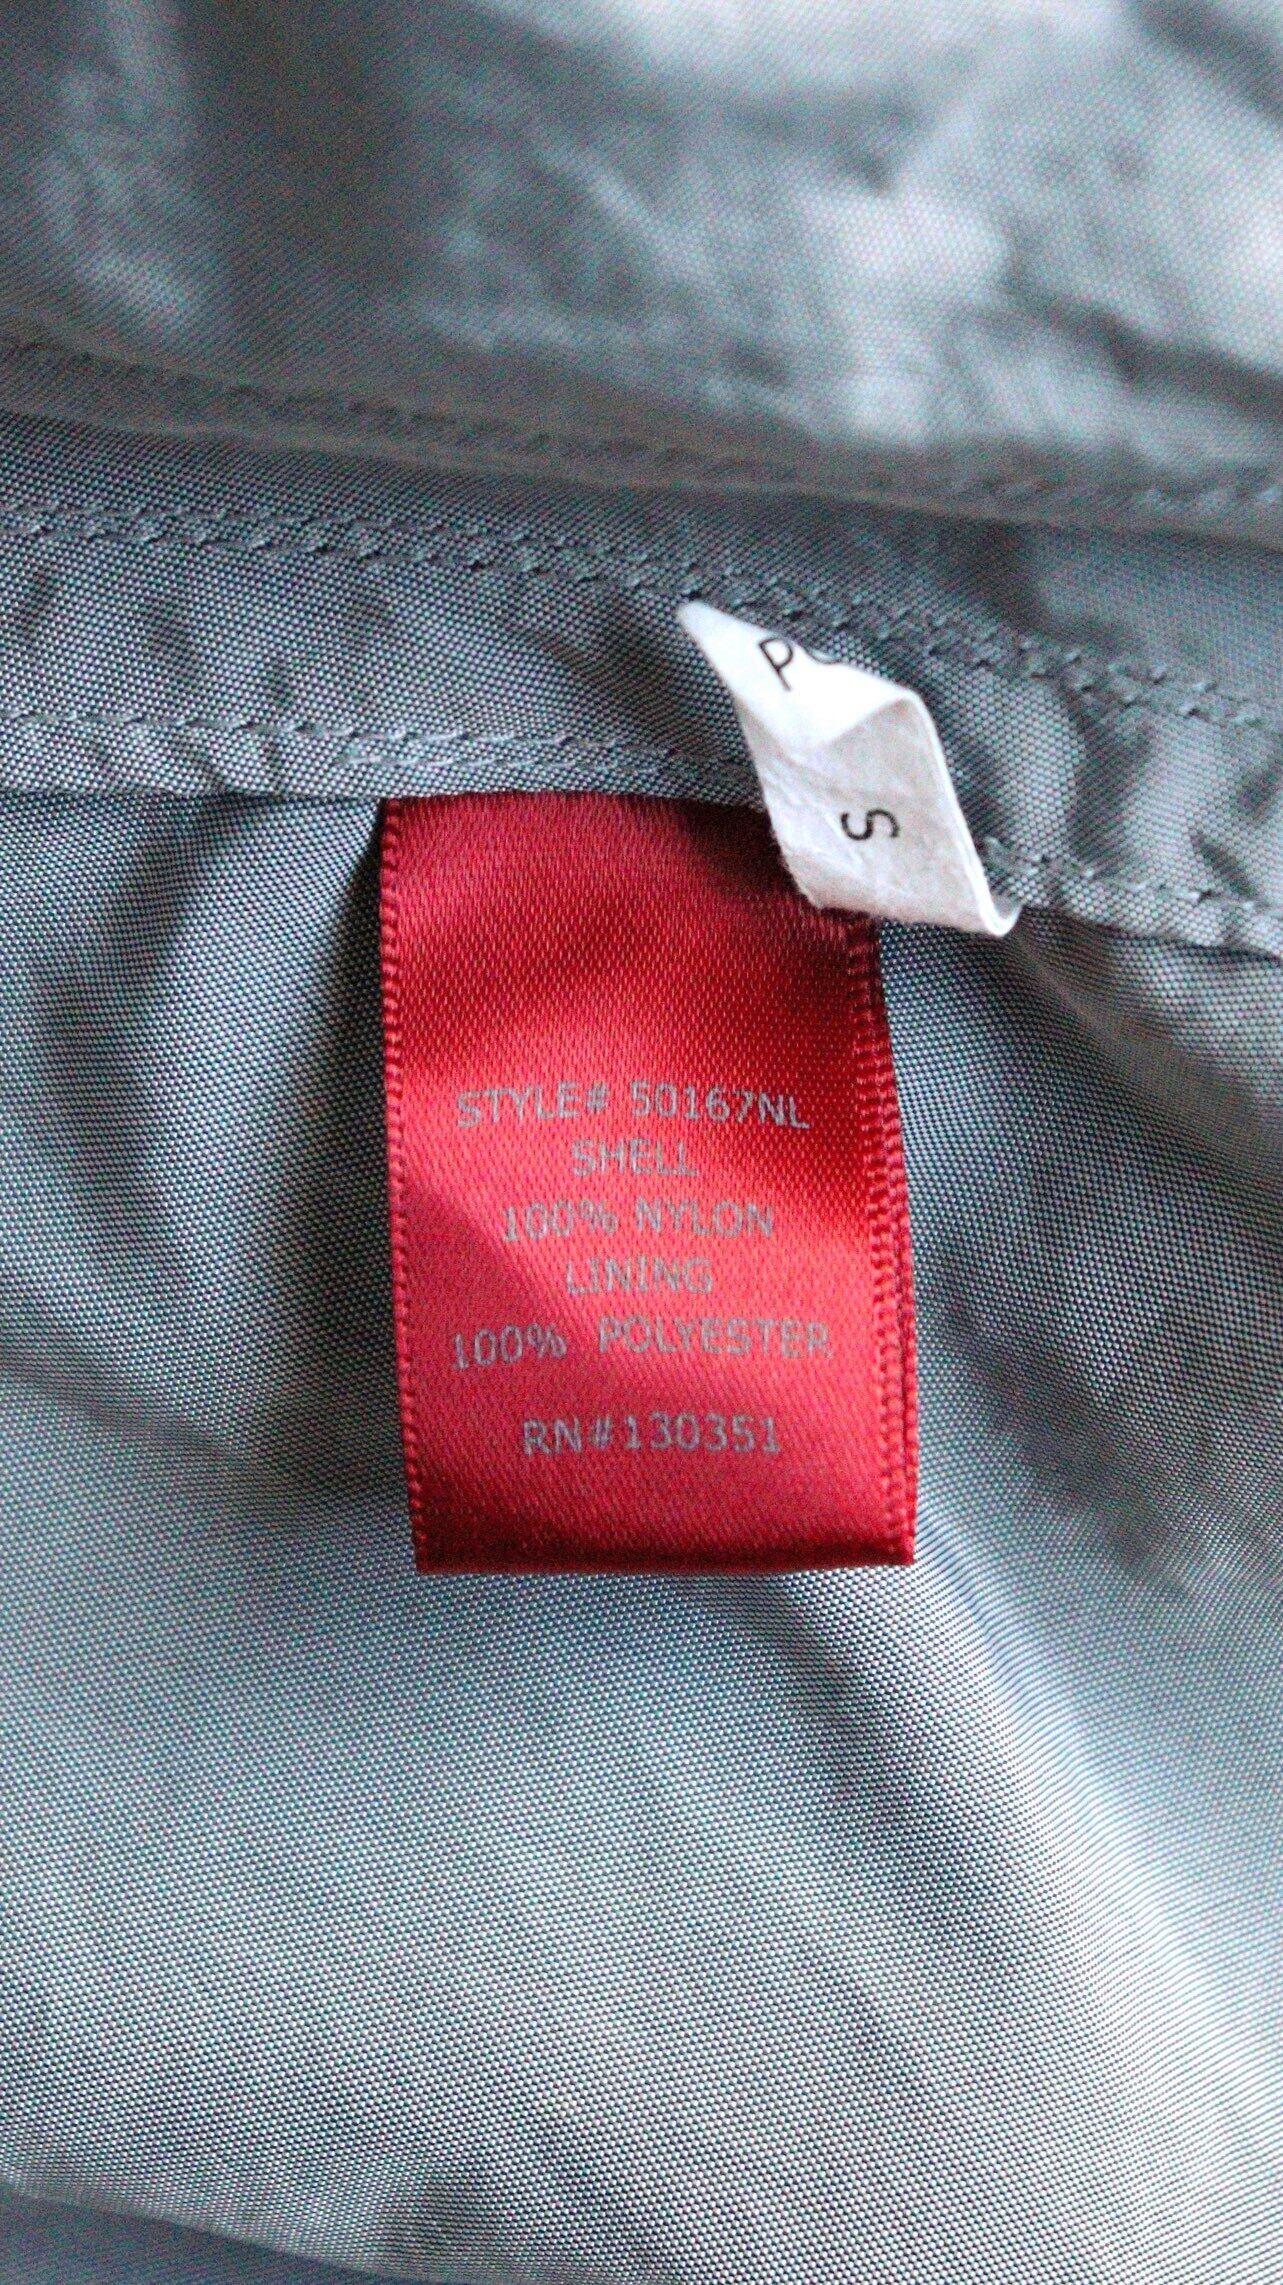 S
STYLE# 50167NL
SHELL
100% NYLON
LINING
100% POLYESTER
RN#130351